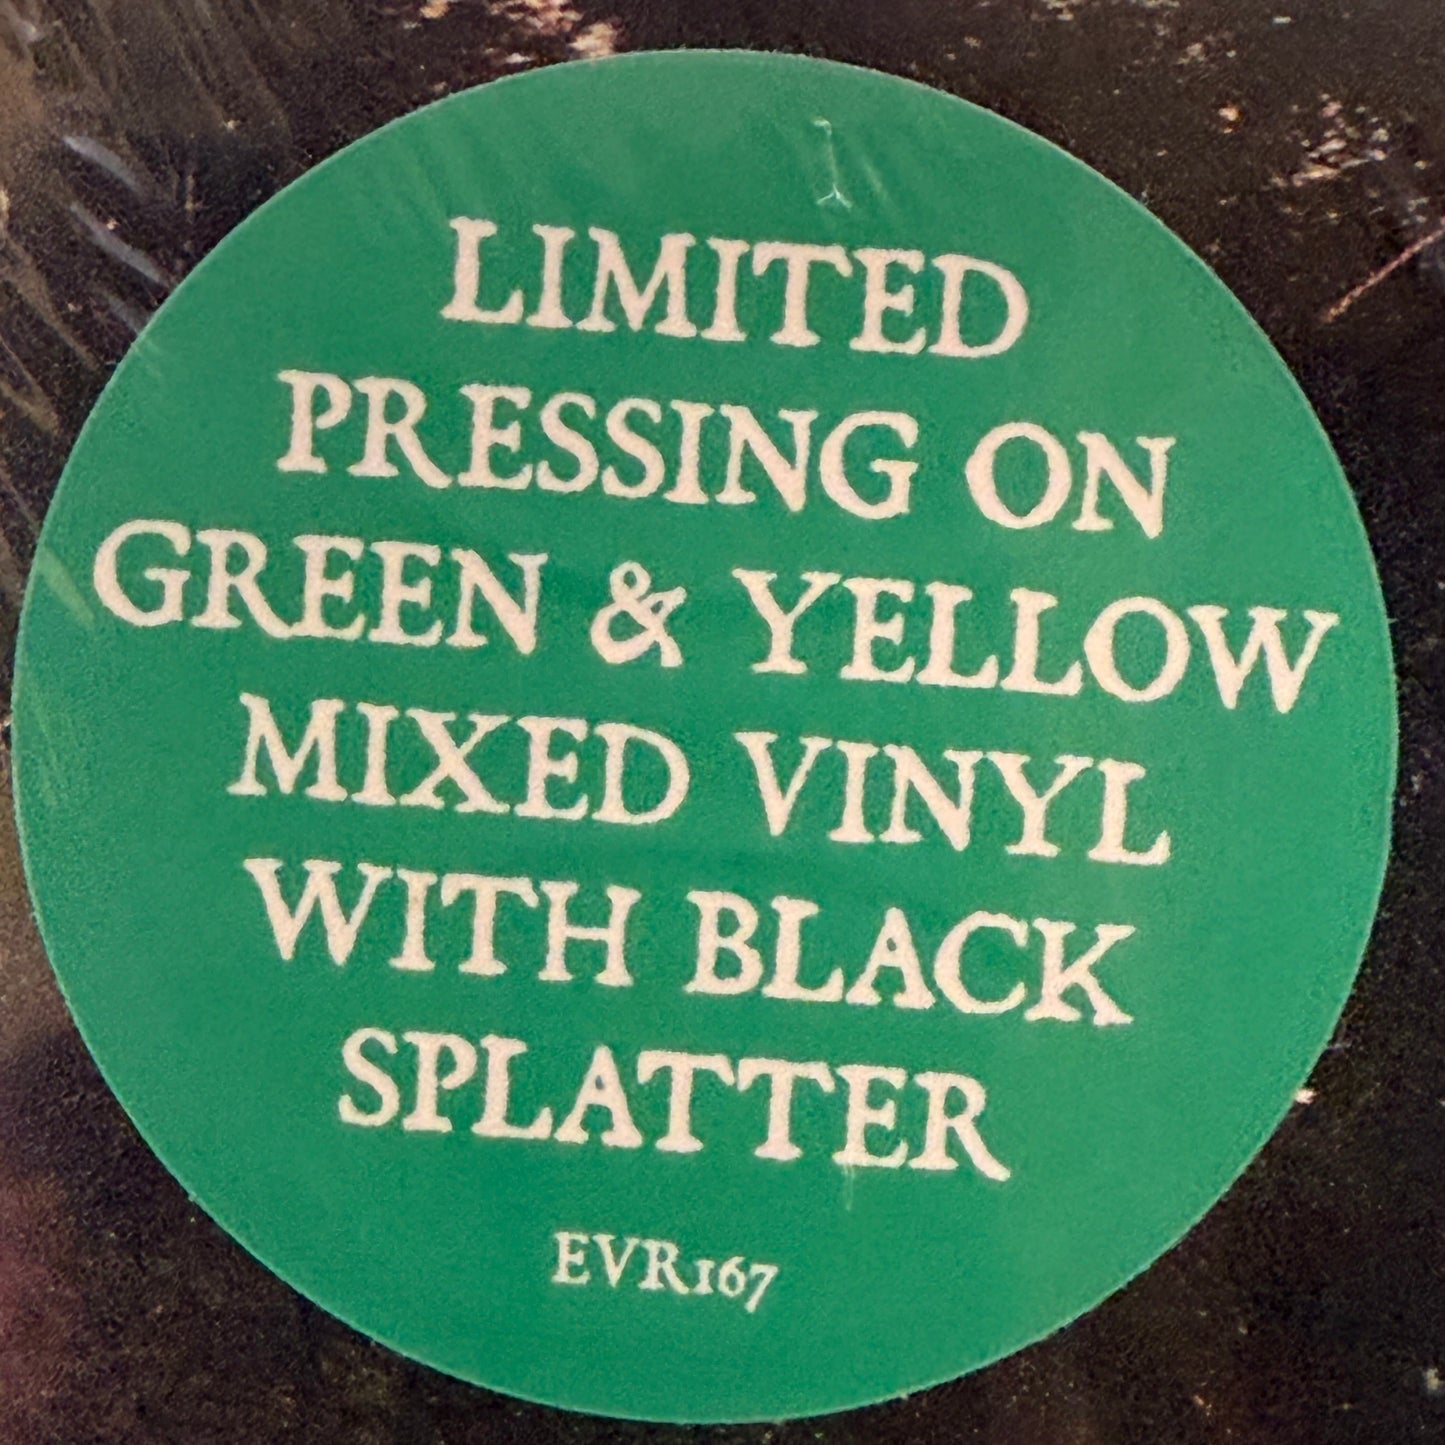 LIMITED
PRESSING ON
GREEN & YELLOW
MIXED VINYL
WITH BLACK
SPLATTER
EVR167